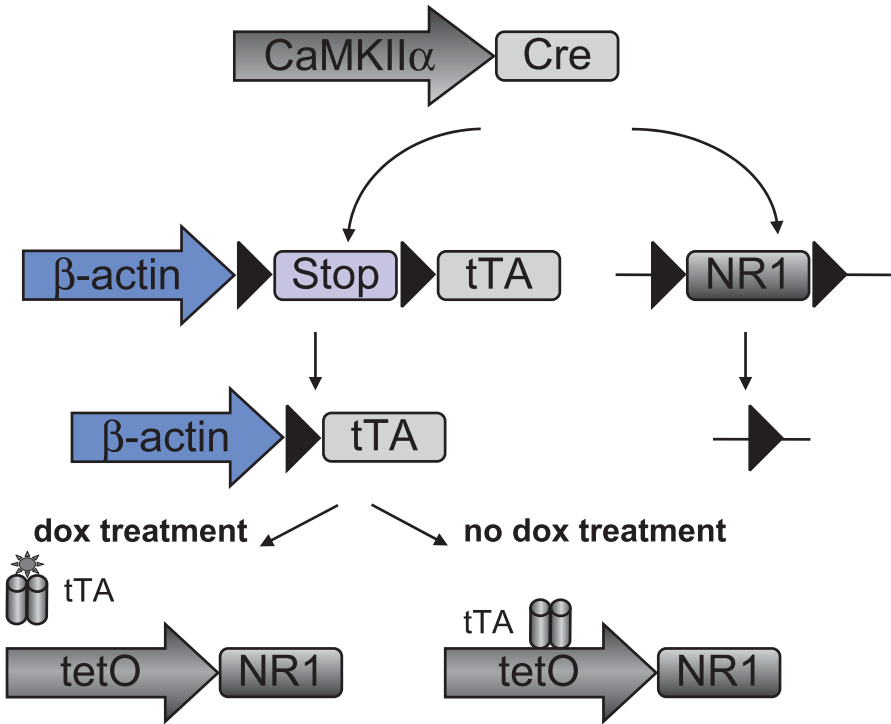 CaMKIIα Cre
β-actin Stop tTA NR1
β-actin tTA
dox treatment no dox treatment
tTA tTA
tetO NR1 tetO NR1